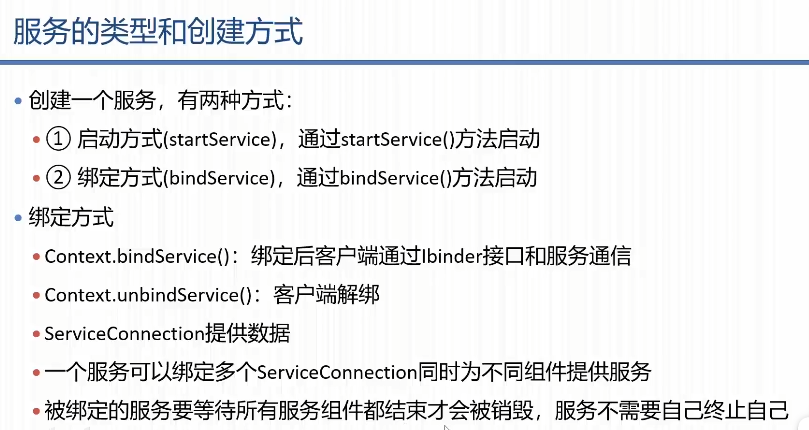 服务的类型和创建方式
• 创建一个服务，有两种方式：
• ① 启动方式(startService)，通过startService()方法启动
• ② 绑定方式(bindService)，通过bindService()方法启动
• 绑定方式
• Context.bindService()：绑定后客户端通过Ibinder接口和服务通信
• Context.unbindService()：客户端解绑
• ServiceConnection提供数据
• 一个服务可以绑定多个ServiceConnection同时为不同组件提供服务
• 被绑定的服务要等待所有服务组件都结束才会被销毁，服务不需要自己终止自己